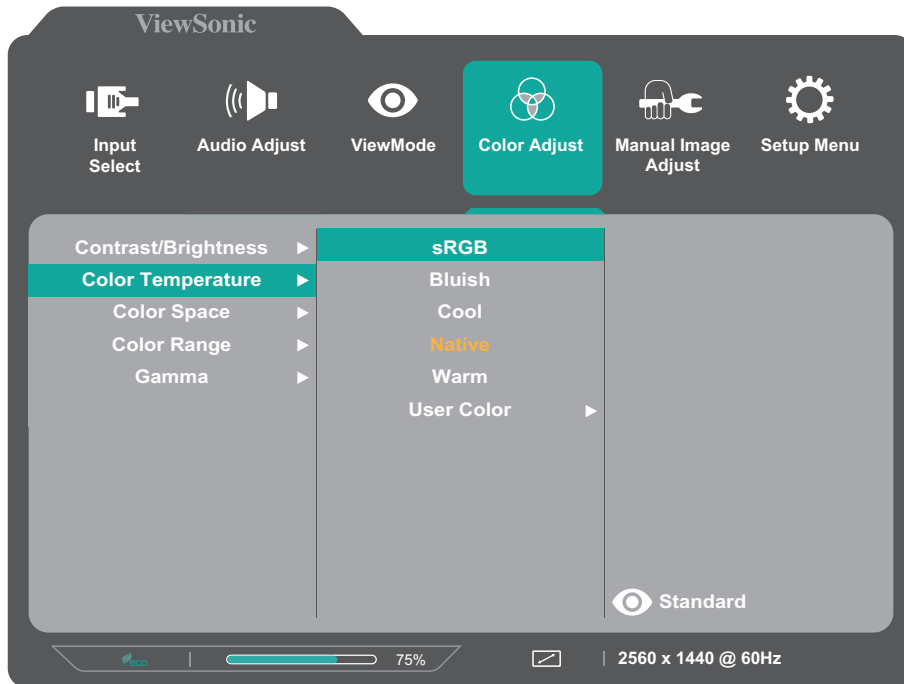 ViewSonic
Input
Select
Audio Adjust
ViewMode
Color Adjust
Manual Image
Adjust
Setup Menu
Contrast/Brightness
sRGB
Color Temperature
Bluish
Color Space
Cool
Color Range
Native
Gamma
Warm
User Color
Standard
eco
75%
2560 x 1440 @ 60Hz